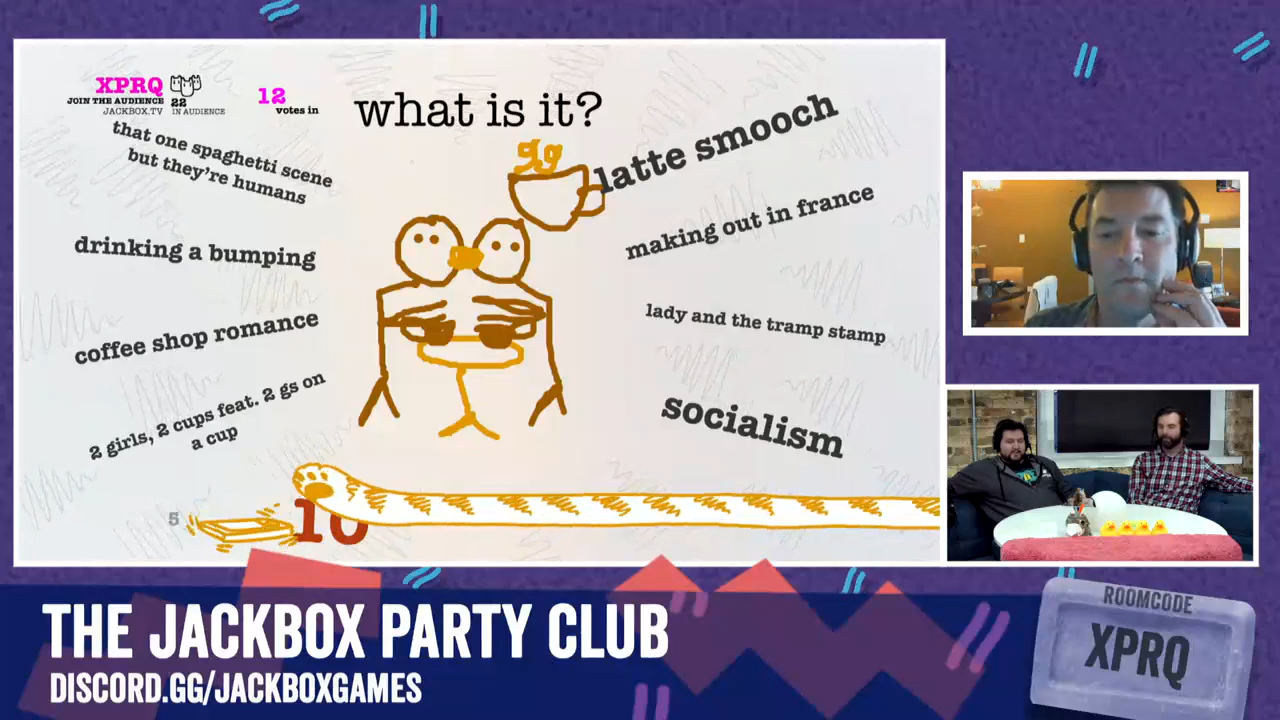 XPRQ
JOIN THE AUDIENCE
JACKBOX.TV
22
IN AUDIENCE
12
votes in
what is it?
that one spaghetti scene
but they're humans
drinking a bumping
coffee shop romance
2 girls, 2 cups feat. 2 gs on
a cup
gg
latte smooch
making out in france
lady and the tramp stamp
socialism
5
10
THE JACKBOX PARTY CLUB
DISCORD.GG/JACKBOXGAMES
ROOMCODE
XPRQ